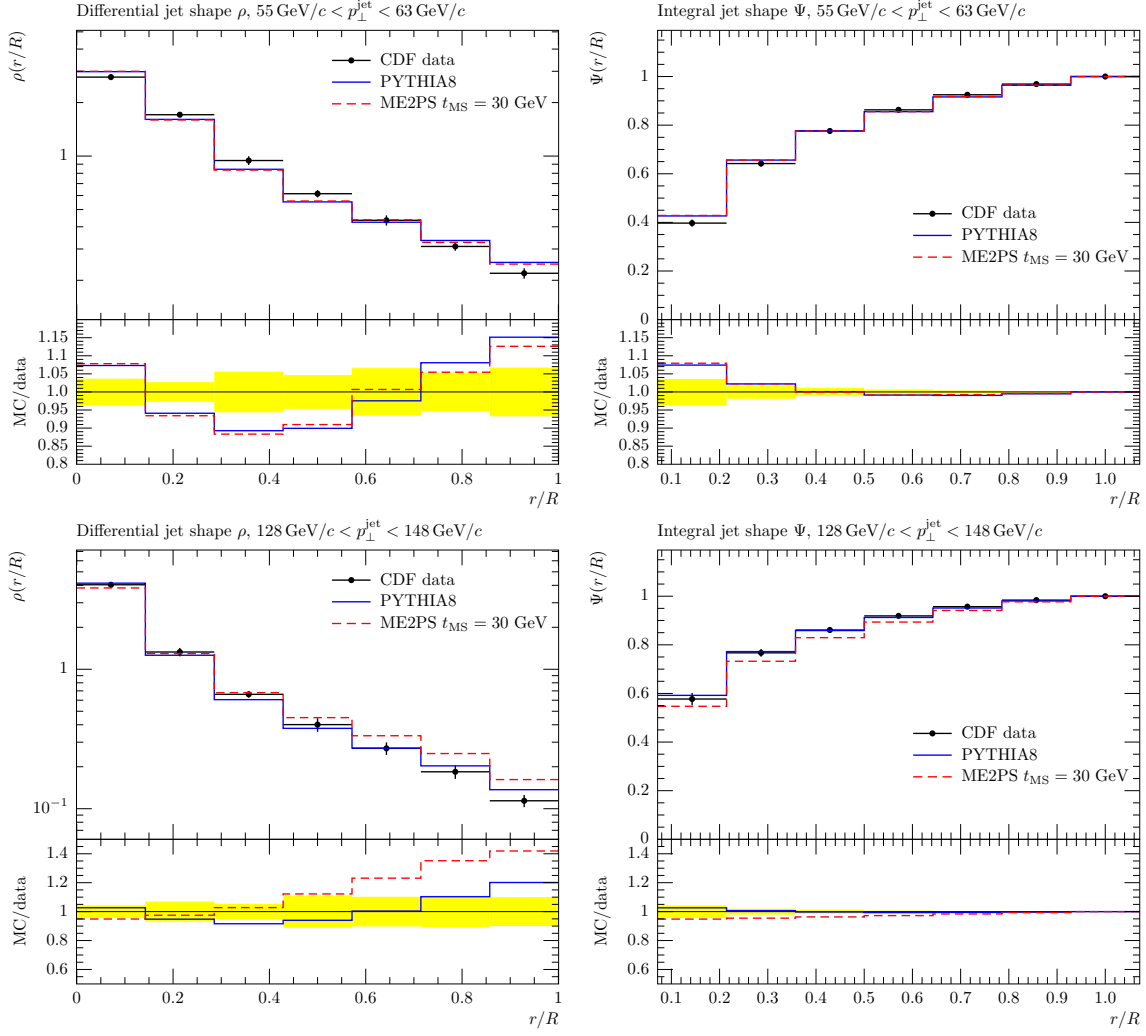 Differential jet shape ρ, 55 GeV/c < p⊥^jet < 63 GeV/c
ρ(r/R)
CDF data
PYTHIA8
ME2PS t_MS = 30 GeV
1
MC/data
1.15
1.1
1.05
1.0
0.95
0.9
0.85
0.8
0 0.2 0.4 0.6 0.8 1
r/R
Integral jet shape Ψ, 55 GeV/c < p⊥^jet < 63 GeV/c
Ψ(r/R)
1
0.8
0.6
0.4
0.2
0
CDF data
PYTHIA8
ME2PS t_MS = 30 GeV
MC/data
1.15
1.1
1.05
1.0
0.95
0.9
0.85
0.8
0.1 0.2 0.3 0.4 0.5 0.6 0.7 0.8 0.9 1.0
r/R
Differential jet shape ρ, 128 GeV/c < p⊥^jet < 148 GeV/c
ρ(r/R)
CDF data
PYTHIA8
ME2PS t_MS = 30 GeV
1
10⁻¹
MC/data
1.4
1.2
1
0.8
0.6
0 0.2 0.4 0.6 0.8 1
r/R
Integral jet shape Ψ, 128 GeV/c < p⊥^jet < 148 GeV/c
Ψ(r/R)
1
0.8
0.6
0.4
0.2
0
CDF data
PYTHIA8
ME2PS t_MS = 30 GeV
MC/data
1.4
1.2
1
0.8
0.6
0.1 0.2 0.3 0.4 0.5 0.6 0.7 0.8 0.9 1.0
r/R